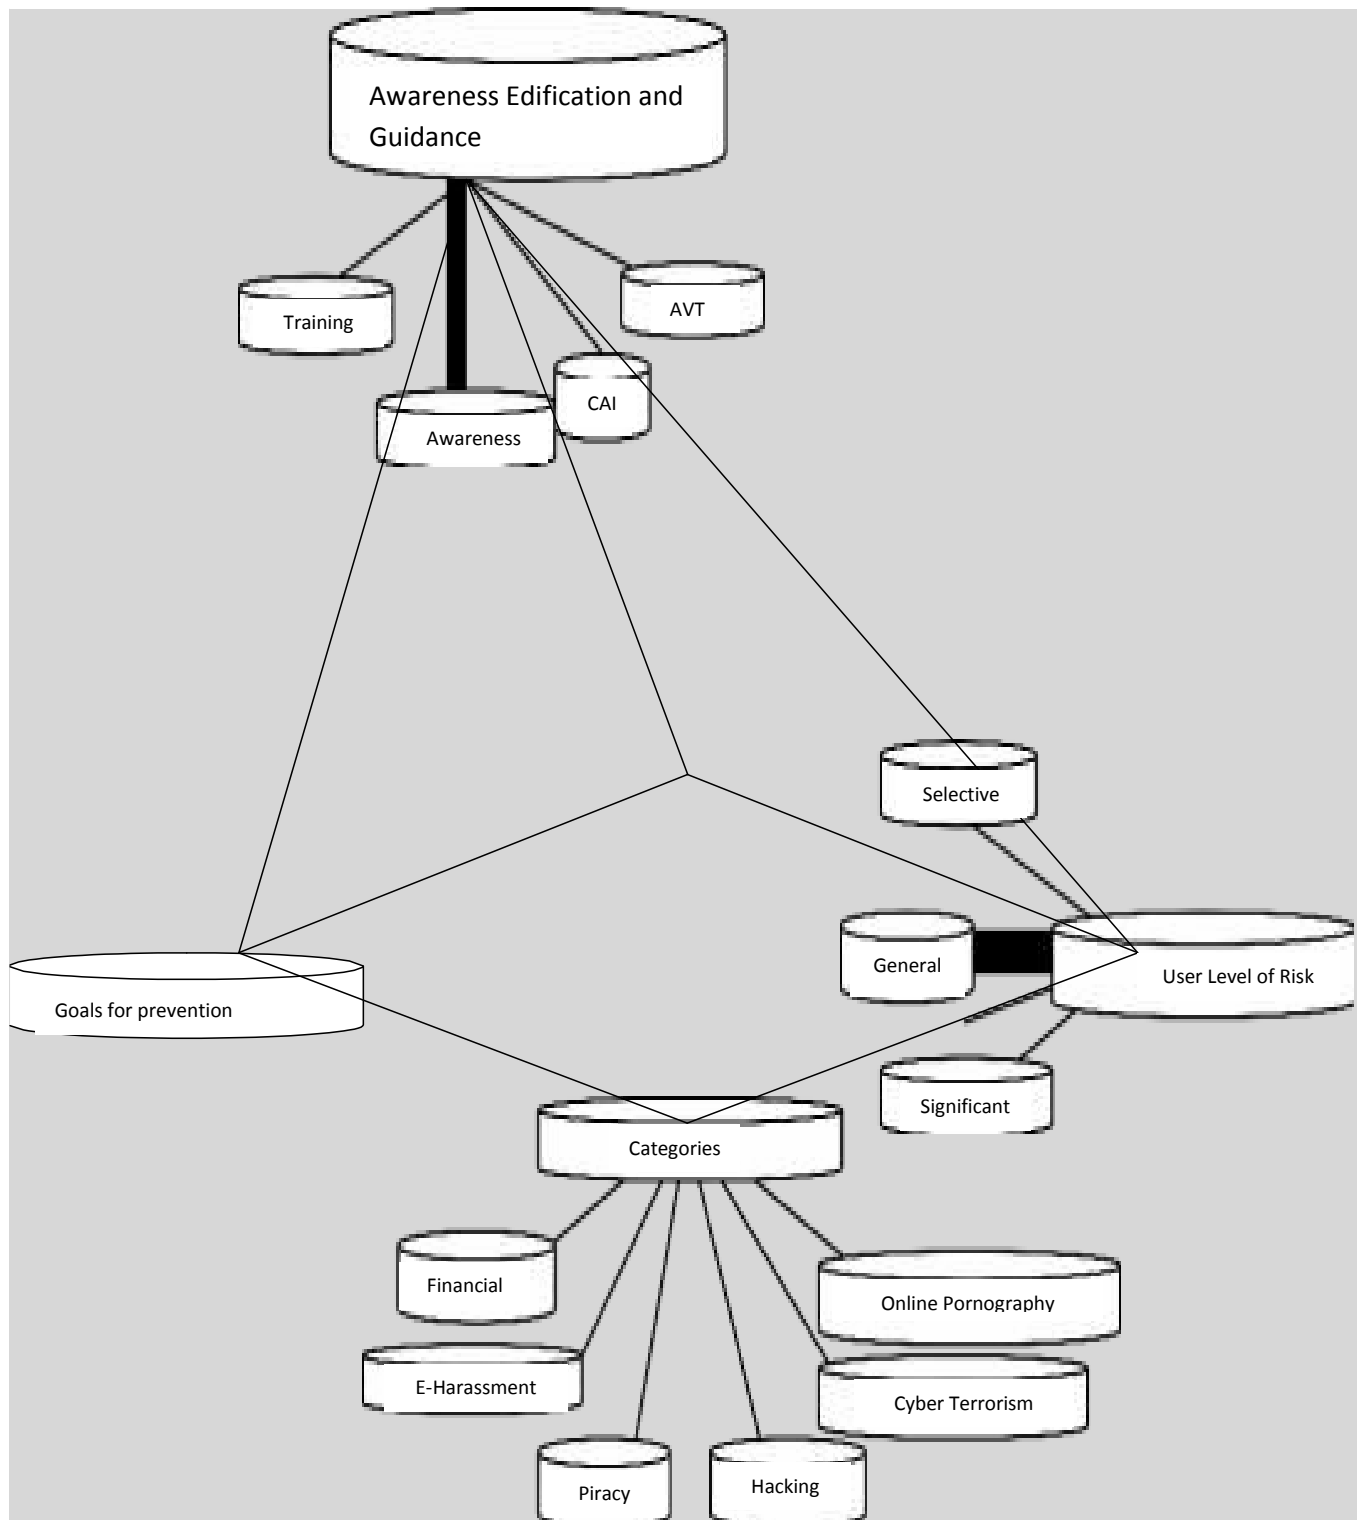 Awareness Edification and
Guidance
Training
AVT
CAI
Awareness
Selective
General
User Level of Risk
Goals for prevention
Significant
Categories
Financial
Online Pornography
E-Harassment
Cyber Terrorism
Piracy
Hacking